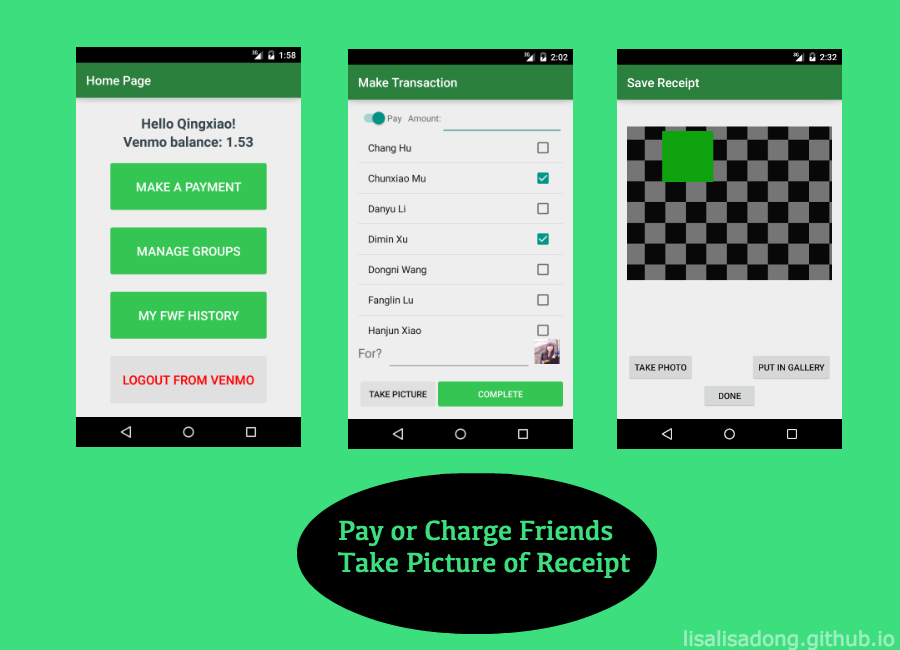 1:58
Home Page
Hello Qingxiao!
Venmo balance: 1.53
MAKE A PAYMENT
MANAGE GROUPS
MY FWF HISTORY
LOGOUT FROM VENMO
3G 2:02
Make Transaction
Pay Amount:
Chang Hu
Chunxiao Mu
Danyu Li
Dimin Xu
Dongni Wang
Fanglin Lu
Hanjun Xiao
For?
TAKE PICTURE COMPLETE
3G 2:32
Save Receipt
TAKE PHOTO PUT IN GALLERY
DONE
Pay or Charge Friends
Take Picture of Receipt
lisalisadong.github.io